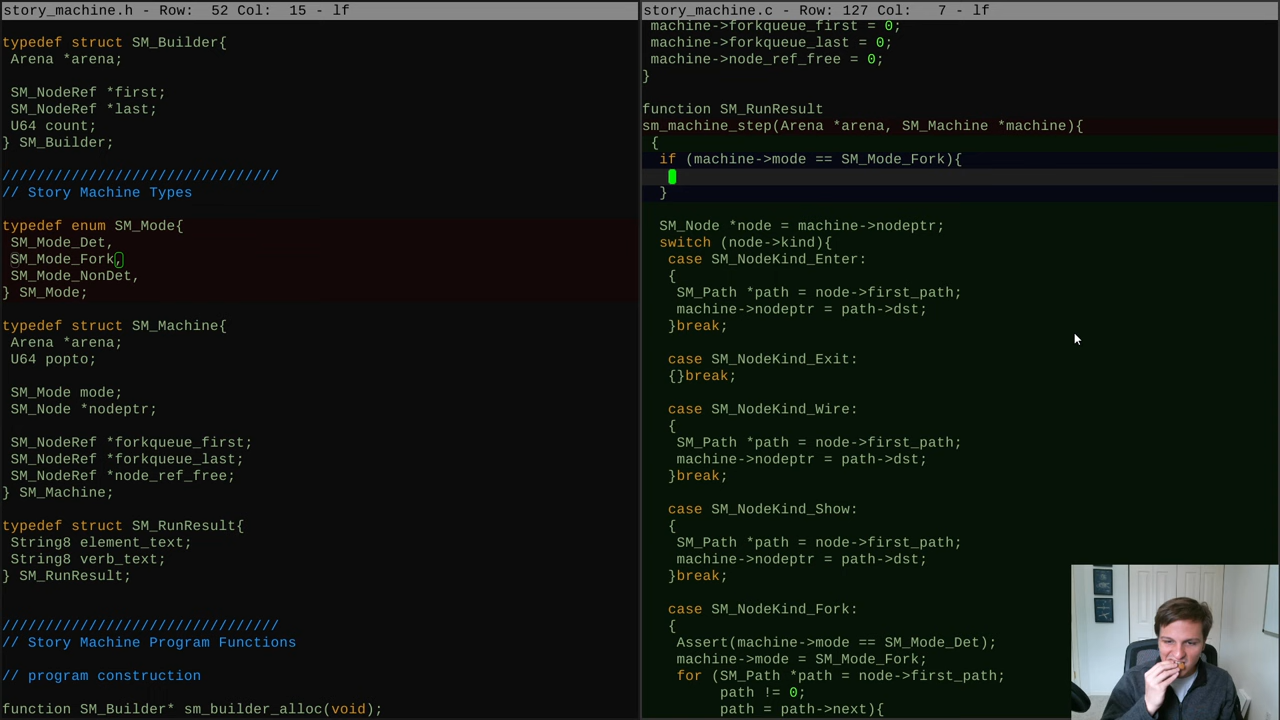 story_machine.h - Row:  52 Col:  15 - lf
typedef struct SM_Builder{
Arena *arena;
SM_NodeRef *first;
SM_NodeRef *last;
U64 count;
} SM_Builder;
////////////////////////////////
// Story Machine Types
typedef enum SM_Mode{
SM_Mode_Det,
SM_Mode_Fork,
SM_Mode_NonDet,
} SM_Mode;
typedef struct SM_Machine{
Arena *arena;
U64 popto;
SM_Mode mode;
SM_Node *nodeptr;
SM_NodeRef *forkqueue_first;
SM_NodeRef *forkqueue_last;
SM_NodeRef *node_ref_free;
} SM_Machine;
typedef struct SM_RunResult{
String8 element_text;
String8 verb_text;
} SM_RunResult;
////////////////////////////////
// Story Machine Program Functions
// program construction
function SM_Builder* sm_builder_alloc(void);
story_machine.c - Row: 127 Col:   7 - lf
machine->forkqueue_first = 0;
machine->forkqueue_last = 0;
machine->node_ref_free = 0;
}
function SM_RunResult
sm_machine_step(Arena *arena, SM_Machine *machine){
{
if (machine->mode == SM_Mode_Fork){
}
SM_Node *node = machine->nodeptr;
switch (node->kind){
case SM_NodeKind_Enter:
{
SM_Path *path = node->first_path;
machine->nodeptr = path->dst;
}break;
case SM_NodeKind_Exit:
{}break;
case SM_NodeKind_Wire:
{
SM_Path *path = node->first_path;
machine->nodeptr = path->dst;
}break;
case SM_NodeKind_Show:
{
SM_Path *path = node->first_path;
machine->nodeptr = path->dst;
}break;
case SM_NodeKind_Fork:
{
Assert(machine->mode == SM_Mode_Det);
machine->mode = SM_Mode_Fork;
for (SM_Path *path = node->first_path;
path != 0;
path = path->next){